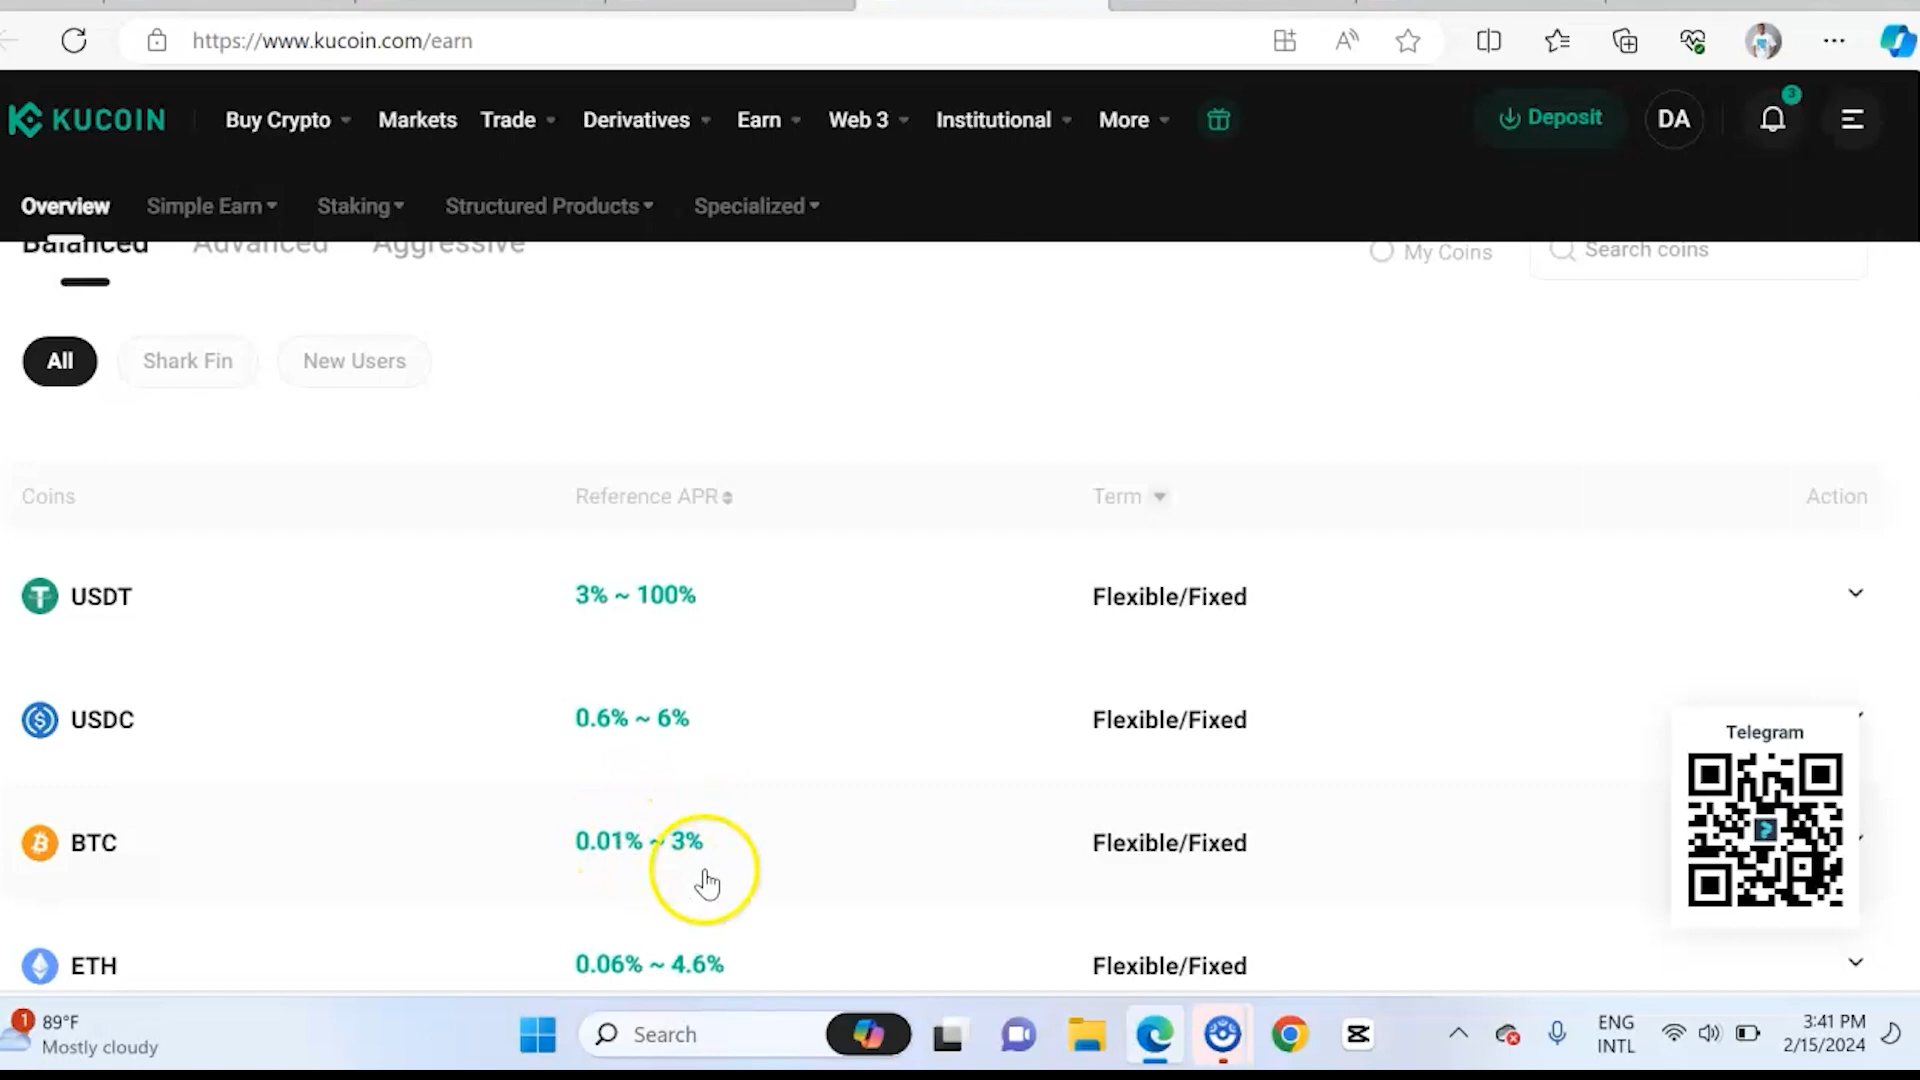 https://www.kucoin.com/earn
KUCOIN Buy Crypto Markets Trade Derivatives Earn Web 3 Institutional More Deposit DA 3
Overview Simple Earn Staking Structured Products Specialized
Balanced Advanced Aggressive My Coins Search coins
All Shark Fin New Users
Coins Reference APR Term Action
USDT 3% ~ 100% Flexible/Fixed
USDC 0.6% ~ 6% Flexible/Fixed
Telegram
BTC 0.01% ~ 3% Flexible/Fixed
ETH 0.06% ~ 4.6% Flexible/Fixed
1 89°F Mostly cloudy
Search
ENG INTL
3:41 PM
2/15/2024